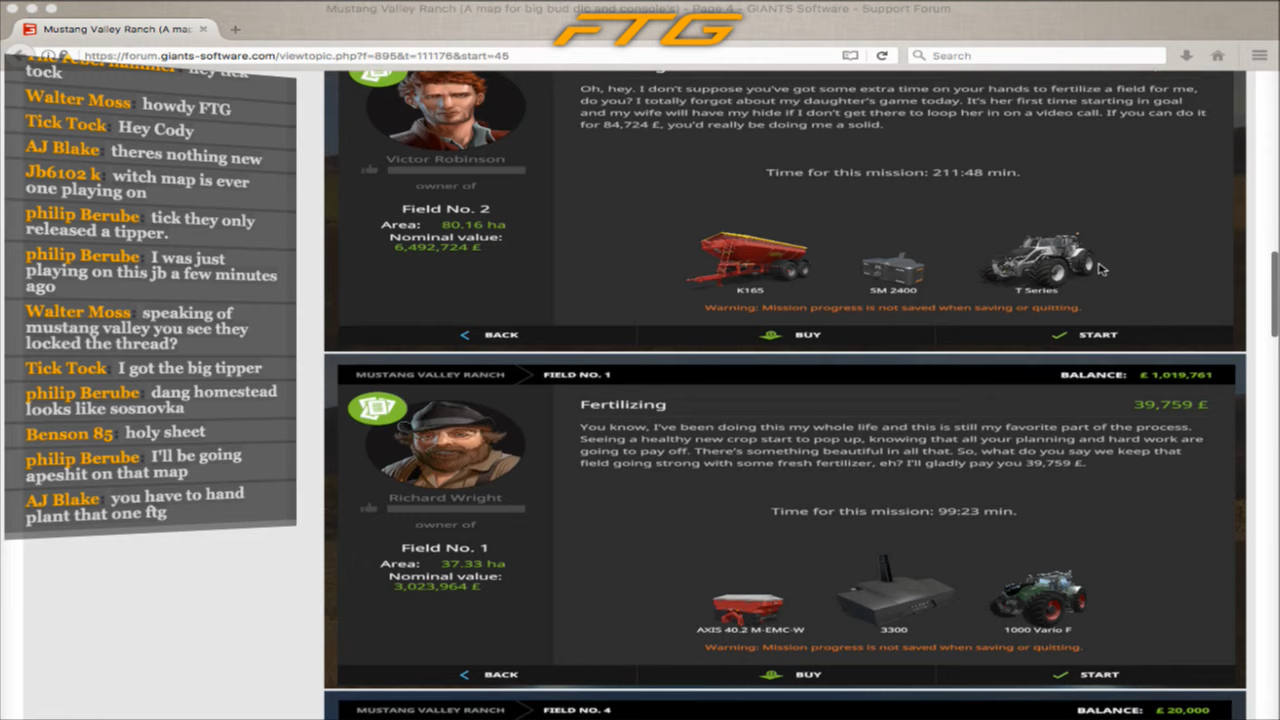 Mustang Valley Ranch (A map for big bud dlc and console's) - Page 4 - GIANTS Software - Support Forum
FTG
Mustang Valley Ranch (A ma
https://forum.giants-software.com/viewtopic.php?f=895&t=111176&start=45
Search
tock
Walter Moss: howdy FTG
Tick Tock: Hey Cody
AJ Blake: theres nothing new
Jb6102 k: witch map is ever
one playing on
philip Berube: tick they only
released a tipper.
philip Berube: I was just
playing on this jb a few minutes
ago
Walter Moss: speaking of
mustang valley you see they
locked the thread?
Tick Tock: I got the big tipper
philip Berube: dang homestead
looks like sosnovka
Benson 85: holy sheet
philip Berube: I'll be going
apeshit on that map
AJ Blake: you have to hand
plant that one ftg
Oh, hey. I don't suppose you've got some extra time on your hands to fertilize a field for me,
do you? I totally forgot about my daughter's game today. It's her first time starting in goal
and my wife will have my hide if I don't get there to loop her in on a video call. If you can do it
for 84,724 £, you'd really be doing me a solid.
Victor Robinson
owner of
Field No. 2
Area: 80.16 ha
Nominal value:
6,492,724 £
Time for this mission: 211:48 min.
K165
SM 2400
T Series
Warning: Mission progress is not saved when saving or quitting.
BACK
BUY
START
MUSTANG VALLEY RANCH
FIELD NO. 1
BALANCE: £ 1,019,761
Fertilizing
39,759 £
You know, I've been doing this my whole life and this is still my favorite part of the process.
Seeing a healthy new crop start to pop up, knowing that all your planning and hard work are
going to pay off. There's something beautiful in all that. So, what do you say we keep that
field going strong with some fresh fertilizer, eh? I'll gladly pay you 39,759 £.
Richard Wright
owner of
Field No. 1
Area: 37.33 ha
Nominal value:
3,023,964 £
Time for this mission: 99:23 min.
AXIS 40.2 M-EMC-W
3300
1000 Vario F
Warning: Mission progress is not saved when saving or quitting.
BACK
BUY
START
MUSTANG VALLEY RANCH
FIELD NO. 4
BALANCE: £ 20,000